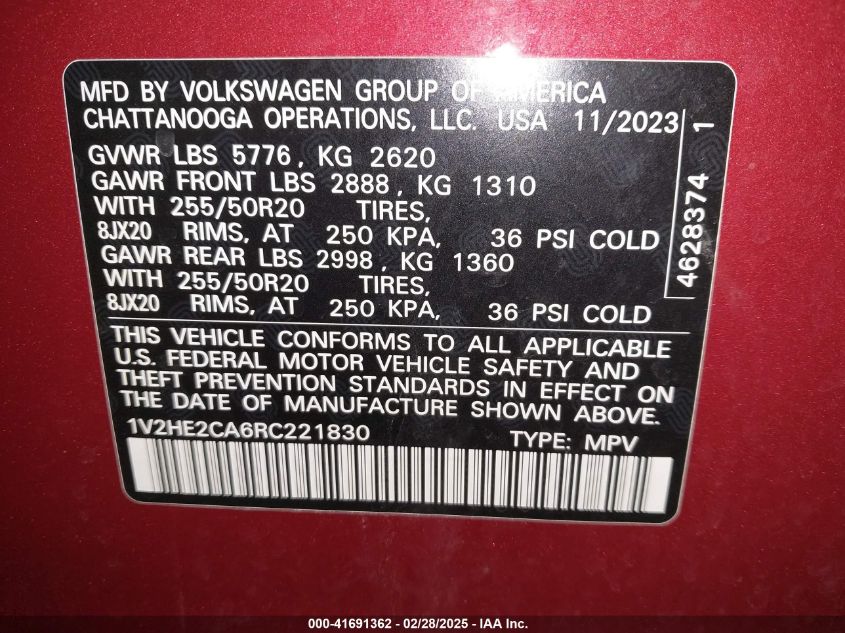 MFD BY VOLKSWAGEN GROUP OF AMERICA
CHATTANOOGA OPERATIONS, LLC. USA 11/2023
GVWR LBS 5776, KG 2620
GAWR FRONT LBS 2888, KG 1310
WITH 255/50R20 TIRES,
8JX20 RIMS, AT 250 KPA, 36 PSI COLD
GAWR REAR LBS 2998, KG 1360
WITH 255/50R20 TIRES,
8JX20 RIMS, AT 250 KPA, 36 PSI COLD
4628374 1
THIS VEHICLE CONFORMS TO ALL APPLICABLE
U.S. FEDERAL MOTOR VEHICLE SAFETY AND
THEFT PREVENTION STANDARDS IN EFFECT ON
THE DATE OF MANUFACTURE SHOWN ABOVE.
1V2HE2CA6RC221830 TYPE: MPV
000-41691362 - 02/28/2025 - IAA Inc.